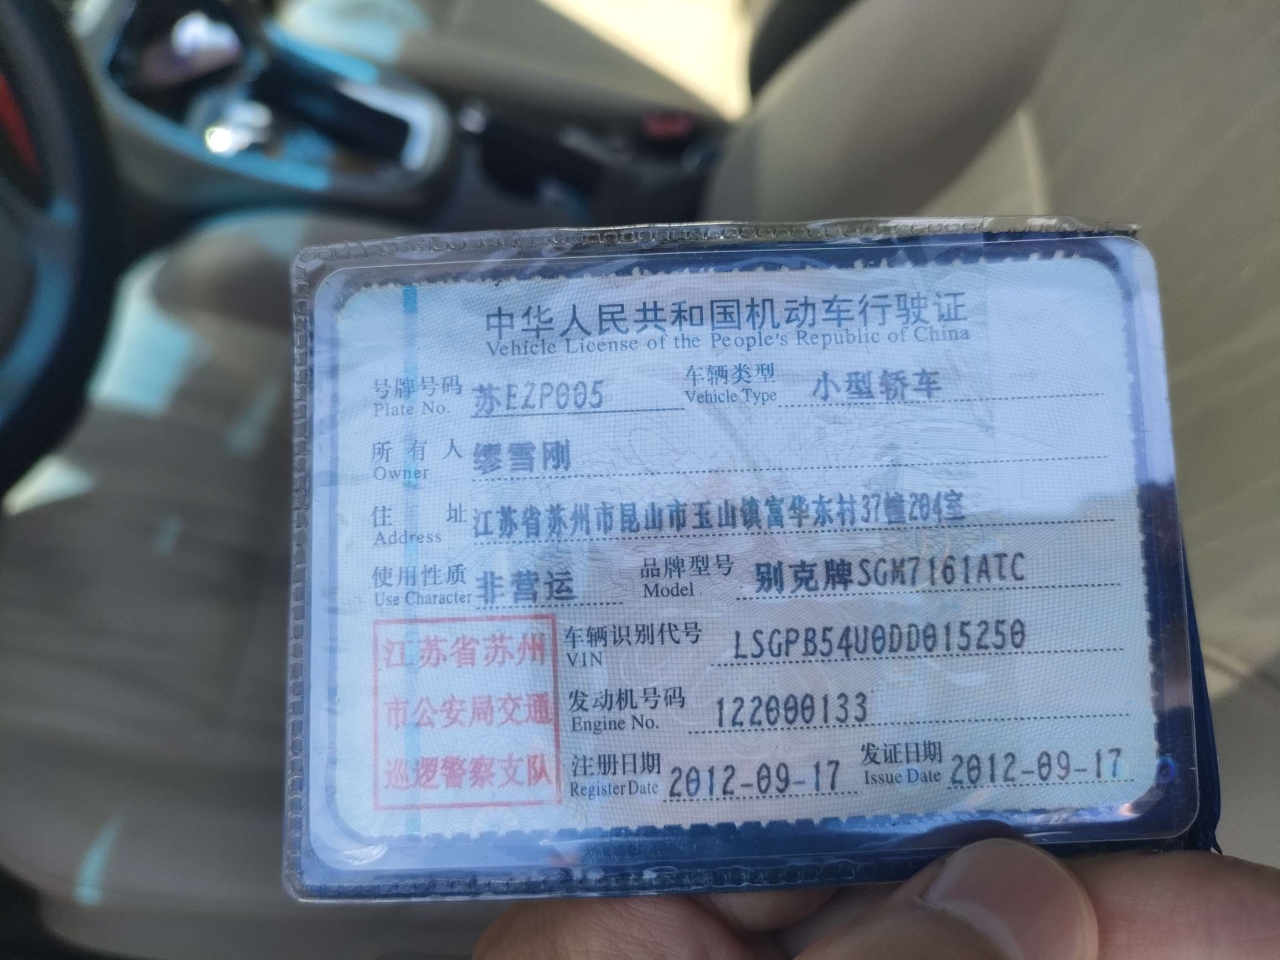 中华人民共和国机动车行驶证
Vehicle License of the People's Republic of China
号牌号码 苏EZP005 车辆类型 小型轿车
Plate No. Vehicle Type
所有人 缪雪刚
Owner
住址 江苏省苏州市昆山市玉山镇富华东村37幢204室
Address
使用性质 非营运 品牌型号 别克牌SGM7161ATC
Use Character Model
江苏省苏州 车辆识别代号 LSGPB54U0DD015250
VIN
市公安局交通 发动机号码 122000133
Engine No.
巡逻警察支队 注册日期 2012-09-17 发证日期 2012-09-17
Register Date Issue Date